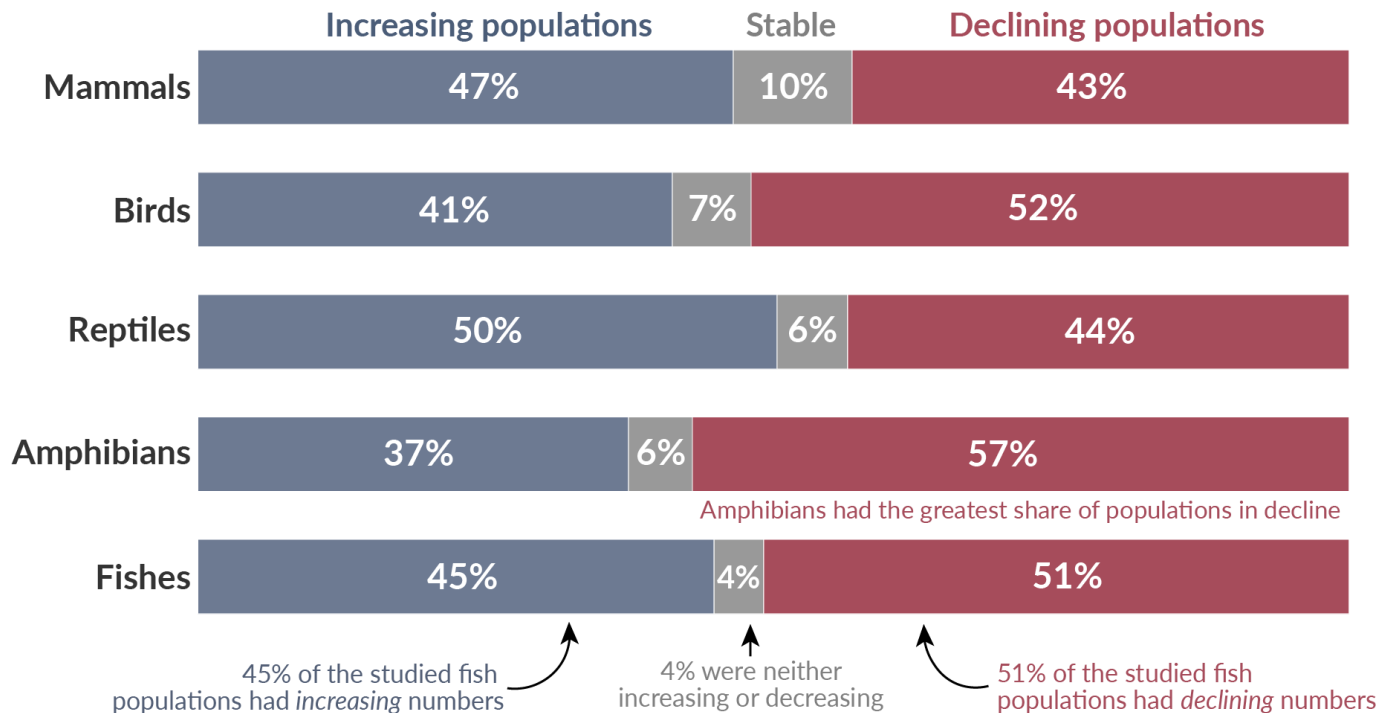 Increasing populations Stable Declining populations
Mammals 47% 10% 43%
Birds 41% 7% 52%
Reptiles 50% 6% 44%
Amphibians 37% 6% 57%
Amphibians had the greatest share of populations in decline
Fishes 45% 4% 51%
45% of the studied fish
populations had increasing numbers
4% were neither
increasing or decreasing
51% of the studied fish
populations had declining numbers